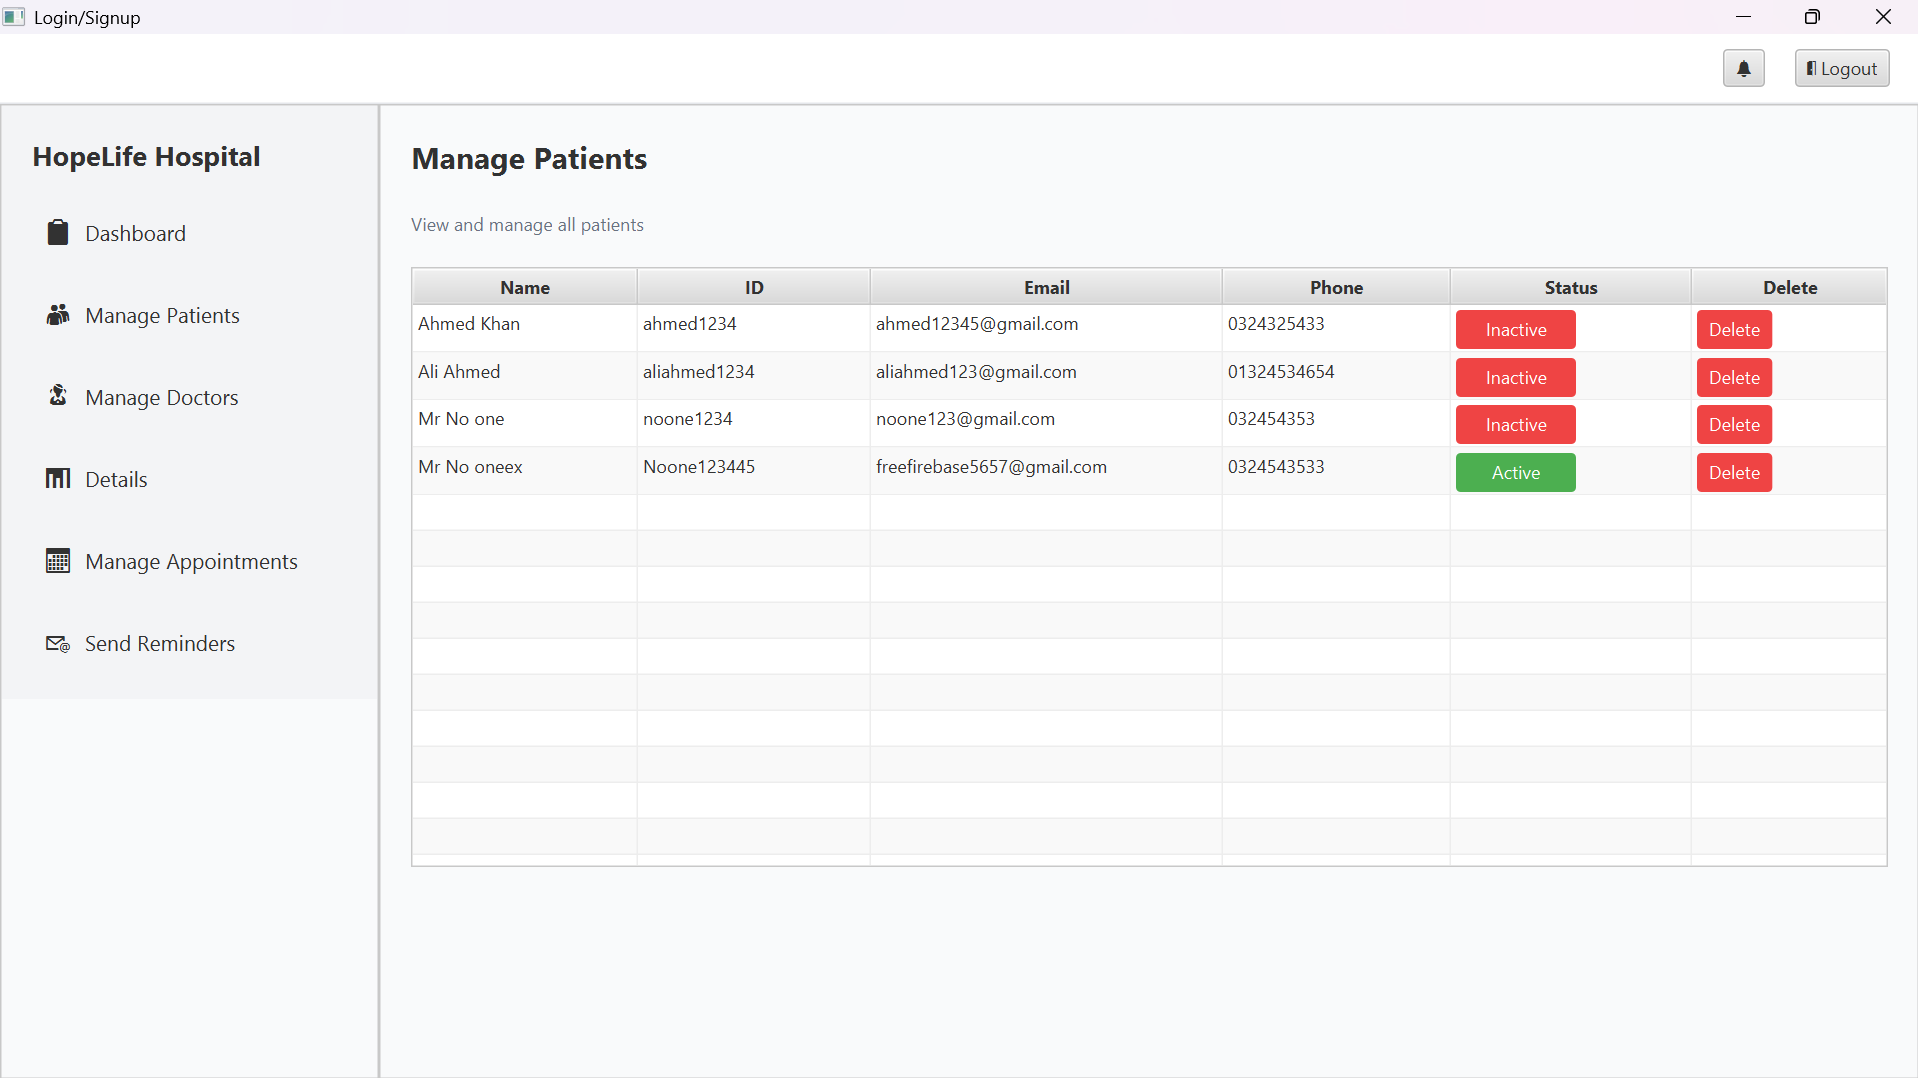 Login/Signup
Logout
HopeLife Hospital
Dashboard
Manage Patients
Manage Doctors
Details
Manage Appointments
Send Reminders
Manage Patients
View and manage all patients
Name ID Email Phone Status Delete
Ahmed Khan ahmed1234 ahmed12345@gmail.com 0324325433 Inactive Delete
Ali Ahmed aliahmed1234 aliahmed123@gmail.com 01324534654 Inactive Delete
Mr No one noone1234 noone123@gmail.com 032454353 Inactive Delete
Mr No oneex Noone123445 freefirebase5657@gmail.com 0324543533 Active Delete